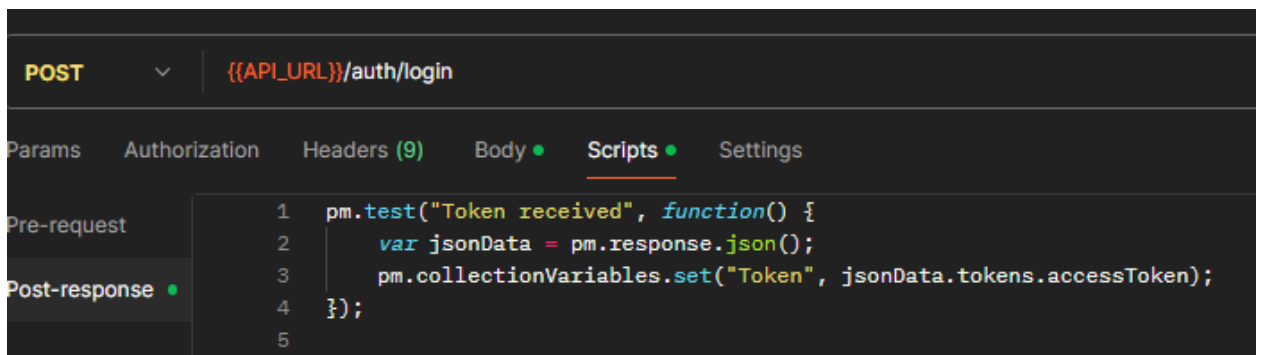 POST {{API_URL}}/auth/login
Params Authorization Headers (9) Body Scripts Settings
Pre-request
Post-response
1 pm.test("Token received", function() {
2 var jsonData = pm.response.json();
3 pm.collectionVariables.set("Token", jsonData.tokens.accessToken);
4 });
5